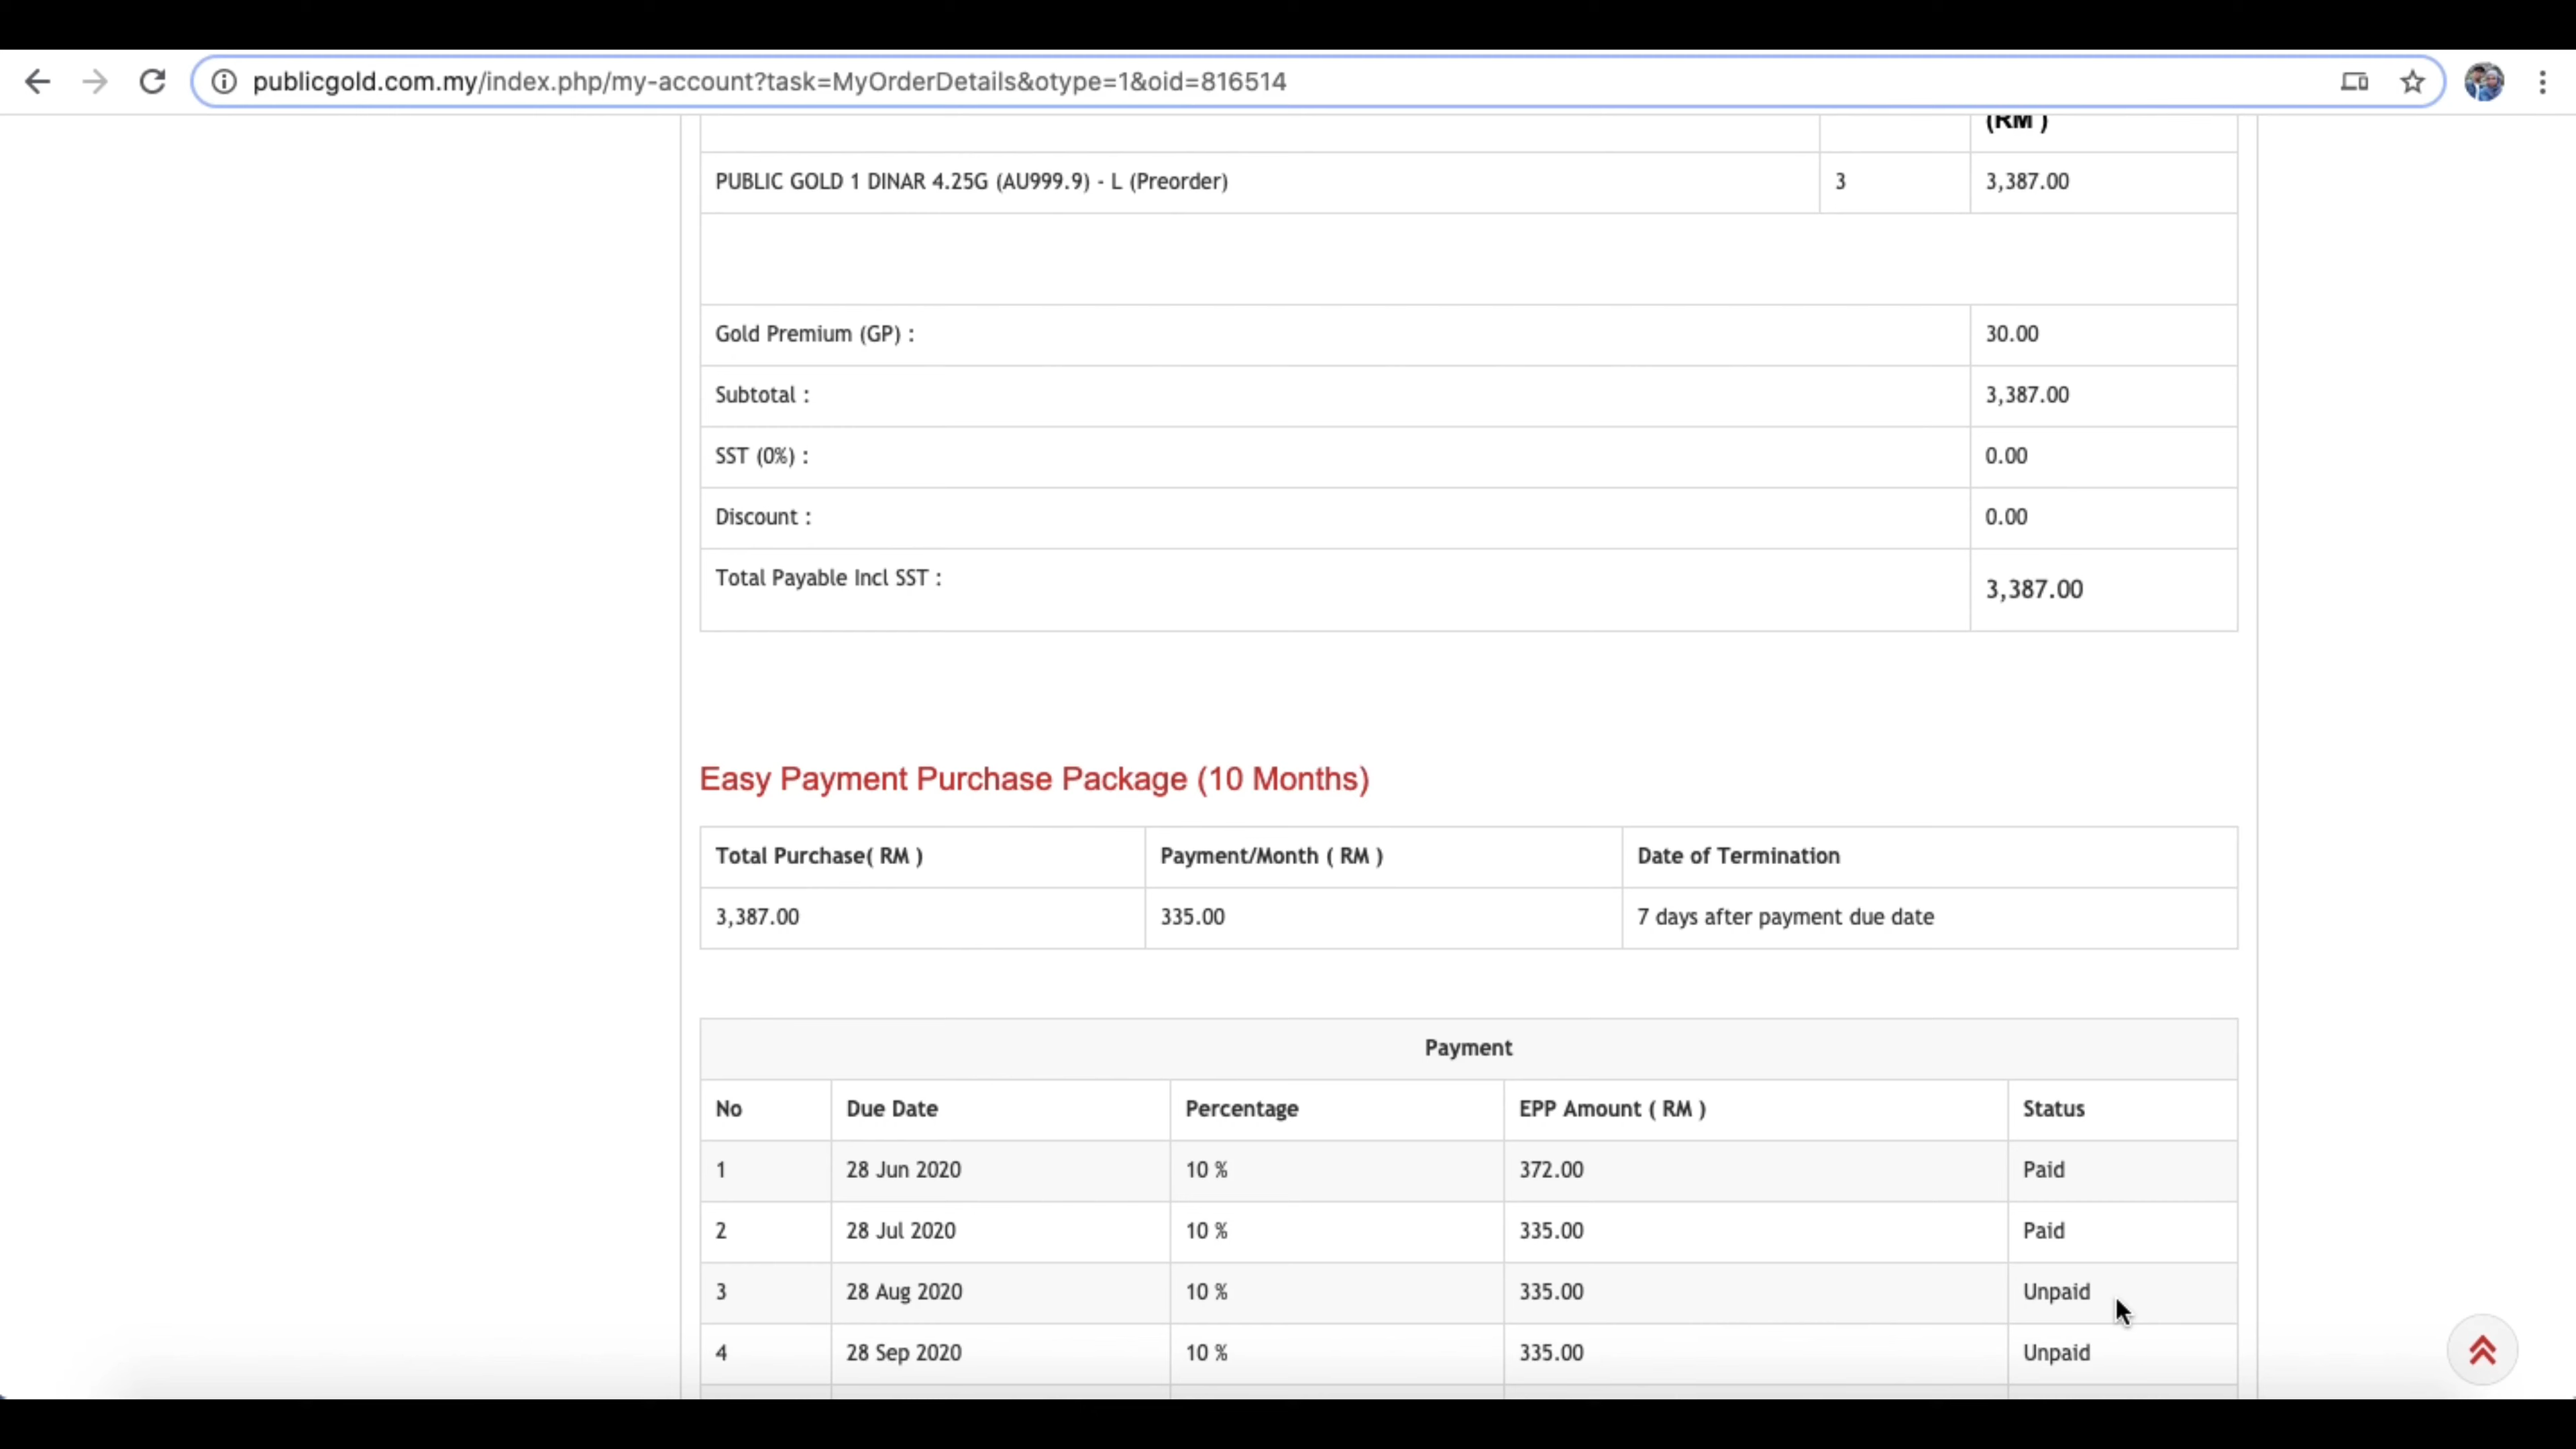 publicgold.com.my/index.php/my-account?task=MyOrderDetails&otype=1&oid=816514
(RM )
PUBLIC GOLD 1 DINAR 4.25G (AU999.9) - L (Preorder) 3 3,387.00
Gold Premium (GP) : 30.00
Subtotal : 3,387.00
SST (0%) : 0.00
Discount : 0.00
Total Payable Incl SST : 3,387.00
Easy Payment Purchase Package (10 Months)
Total Purchase( RM ) Payment/Month ( RM ) Date of Termination
3,387.00 335.00 7 days after payment due date
Payment
No Due Date Percentage EPP Amount ( RM ) Status
1 28 Jun 2020 10 % 372.00 Paid
2 28 Jul 2020 10 % 335.00 Paid
3 28 Aug 2020 10 % 335.00 Unpaid
4 28 Sep 2020 10 % 335.00 Unpaid